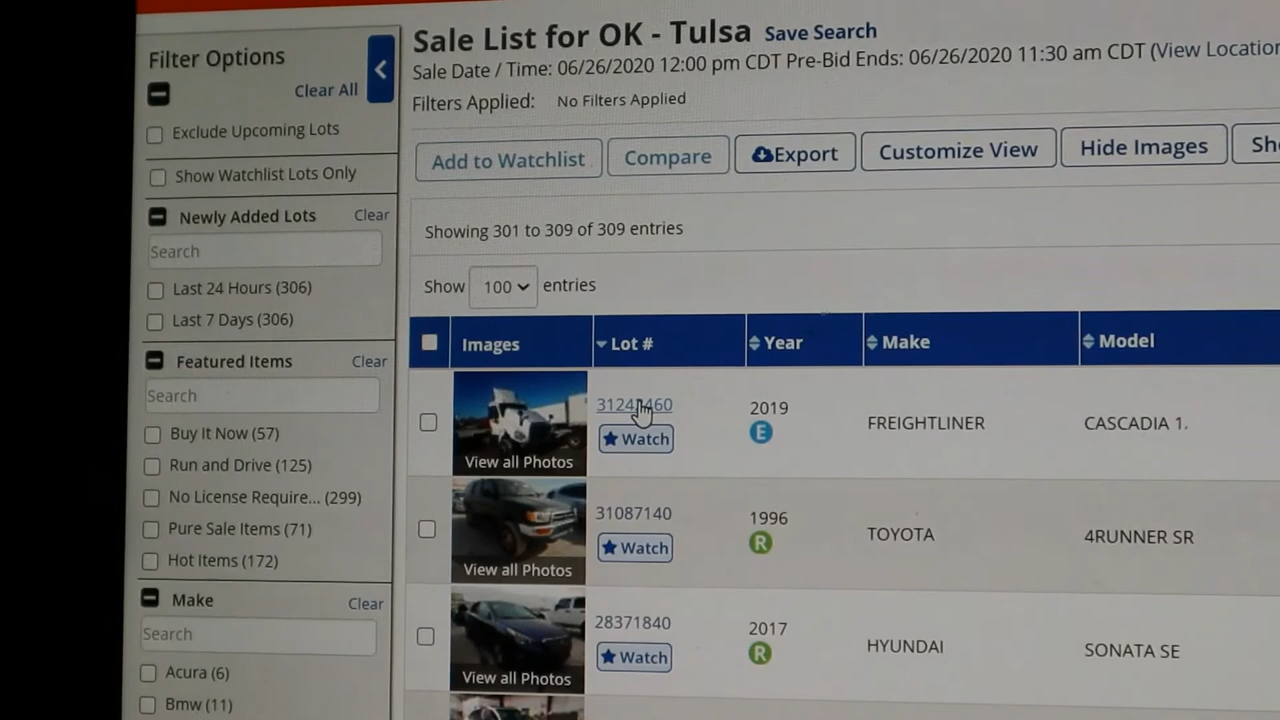 Filter Options
Clear All
Exclude Upcoming Lots
Show Watchlist Lots Only
Newly Added Lots Clear
Search
Last 24 Hours (306)
Last 7 Days (306)
Featured Items Clear
Search
Buy It Now (57)
Run and Drive (125)
No License Require... (299)
Pure Sale Items (71)
Hot Items (172)
Make Clear
Search
Acura (6)
Bmw (11)
Sale List for OK - Tulsa Save Search
Sale Date / Time: 06/26/2020 12:00 pm CDT Pre-Bid Ends: 06/26/2020 11:30 am CDT (View Location
Filters Applied: No Filters Applied
Add to Watchlist Compare Export Customize View Hide Images
Showing 301 to 309 of 309 entries
Show 100 entries
Images Lot # Year Make Model
View all Photos Watch 2019 E FREIGHTLINER CASCADIA 1.
View all Photos 31087140 Watch 1996 R TOYOTA 4RUNNER SR
View all Photos 28371840 Watch 2017 R HYUNDAI SONATA SE